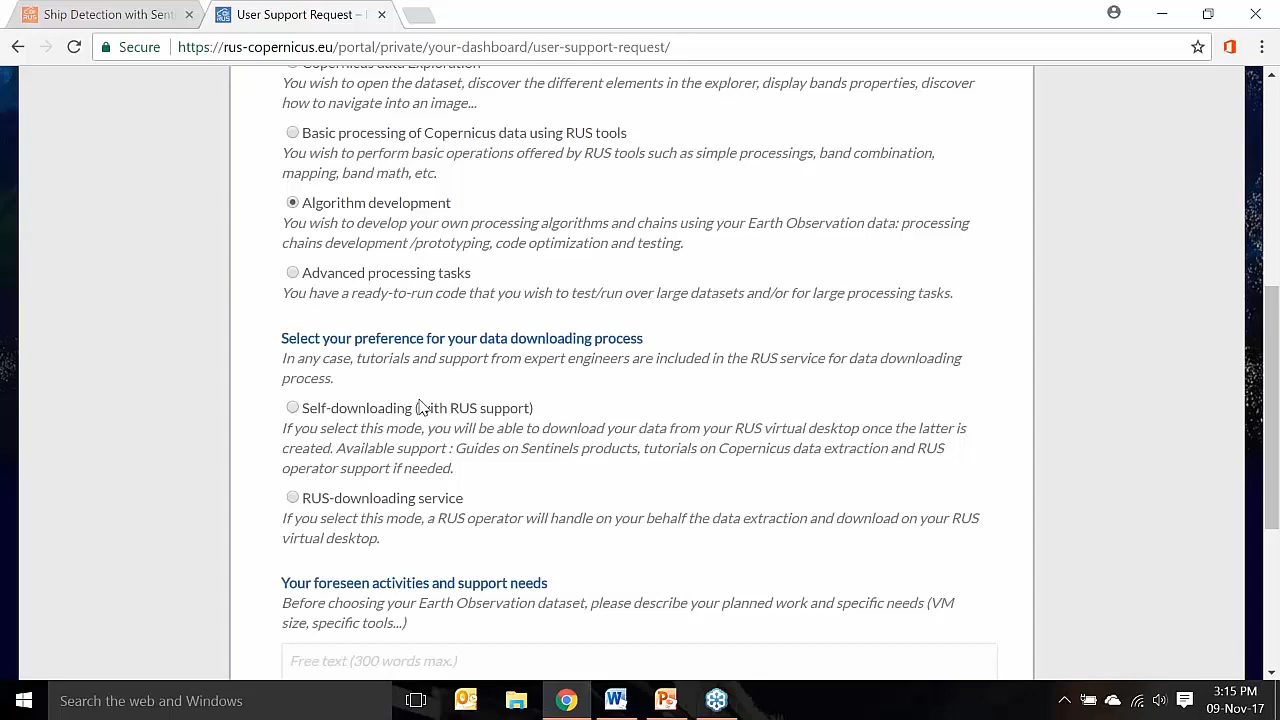 Ship Detection with Sent
User Support Request –
Secure
https://rus-copernicus.eu/portal/private/your-dashboard/user-support-request/
Copernicus data Exploration
You wish to open the dataset, discover the different elements in the explorer, display bands properties, discover
how to navigate into an image...
Basic processing of Copernicus data using RUS tools
You wish to perform basic operations offered by RUS tools such as simple processings, band combination,
mapping, band math, etc.
Algorithm development
You wish to develop your own processing algorithms and chains using your Earth Observation data: processing
chains development /prototyping, code optimization and testing.
Advanced processing tasks
You have a ready-to-run code that you wish to test/run over large datasets and/or for large processing tasks.
Select your preference for your data downloading process
In any case, tutorials and support from expert engineers are included in the RUS service for data downloading
process.
Self-downloading (with RUS support)
If you select this mode, you will be able to download your data from your RUS virtual desktop once the latter is
created. Available support : Guides on Sentinels products, tutorials on Copernicus data extraction and RUS
operator support if needed.
RUS-downloading service
If you select this mode, a RUS operator will handle on your behalf the data extraction and download on your RUS
virtual desktop.
Your foreseen activities and support needs
Before choosing your Earth Observation dataset, please describe your planned work and specific needs (VM
size, specific tools...)
Free text (300 words max.)
Search the web and Windows
3:15 PM
09-Nov-17